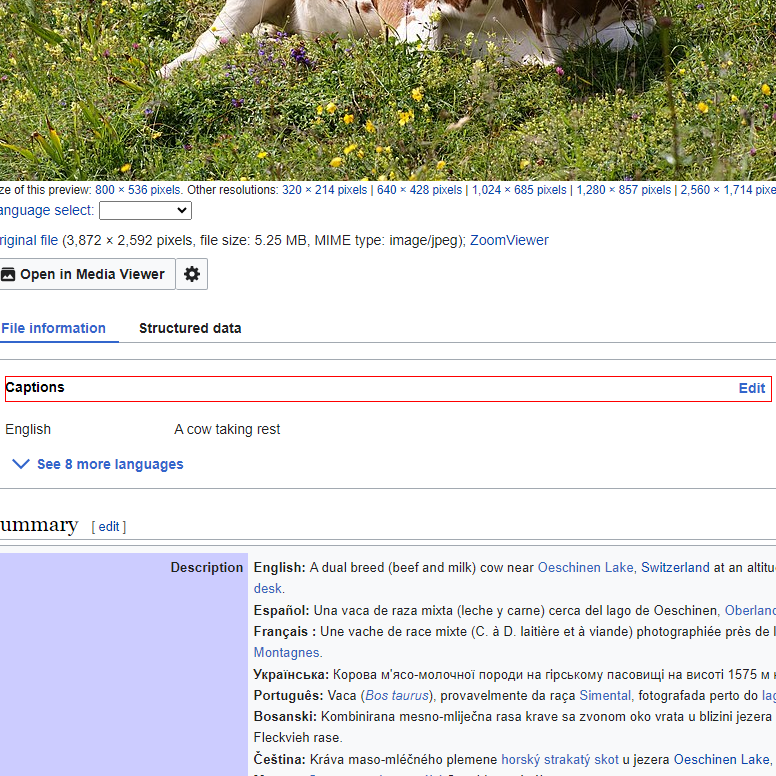 ze of this preview: 800 × 536 pixels. Other resolutions: 320 × 214 pixels | 640 × 428 pixels | 1,024 × 685 pixels | 1,280 × 857 pixels | 2,560 × 1,714 pixe
anguage select:
riginal file (3,872 × 2,592 pixels, file size: 5.25 MB, MIME type: image/jpeg); ZoomViewer
Open in Media Viewer
File information Structured data
Captions Edit
English A cow taking rest
See 8 more languages
ummary [ edit ]
Description English: A dual breed (beef and milk) cow near Oeschinen Lake, Switzerland at an altitu
desk.
Español: Una vaca de raza mixta (leche y carne) cerca del lago de Oeschinen, Oberland
Français : Une vache de race mixte (C. à D. laitière et à viande) photographiée près de l
Montagnes.
Українська: Корова м'ясо-молочної породи на гірському пасовищі на висоті 1575 м н
Português: Vaca (Bos taurus), provavelmente da raça Simental, fotografada perto do lag
Bosanski: Kombinirana mesno-mliječna rasa krave sa zvonom oko vrata u blizini jezera
Fleckvieh rase.
Čeština: Kráva maso-mléčného plemene horský strakatý skot u jezera Oeschinen Lake,